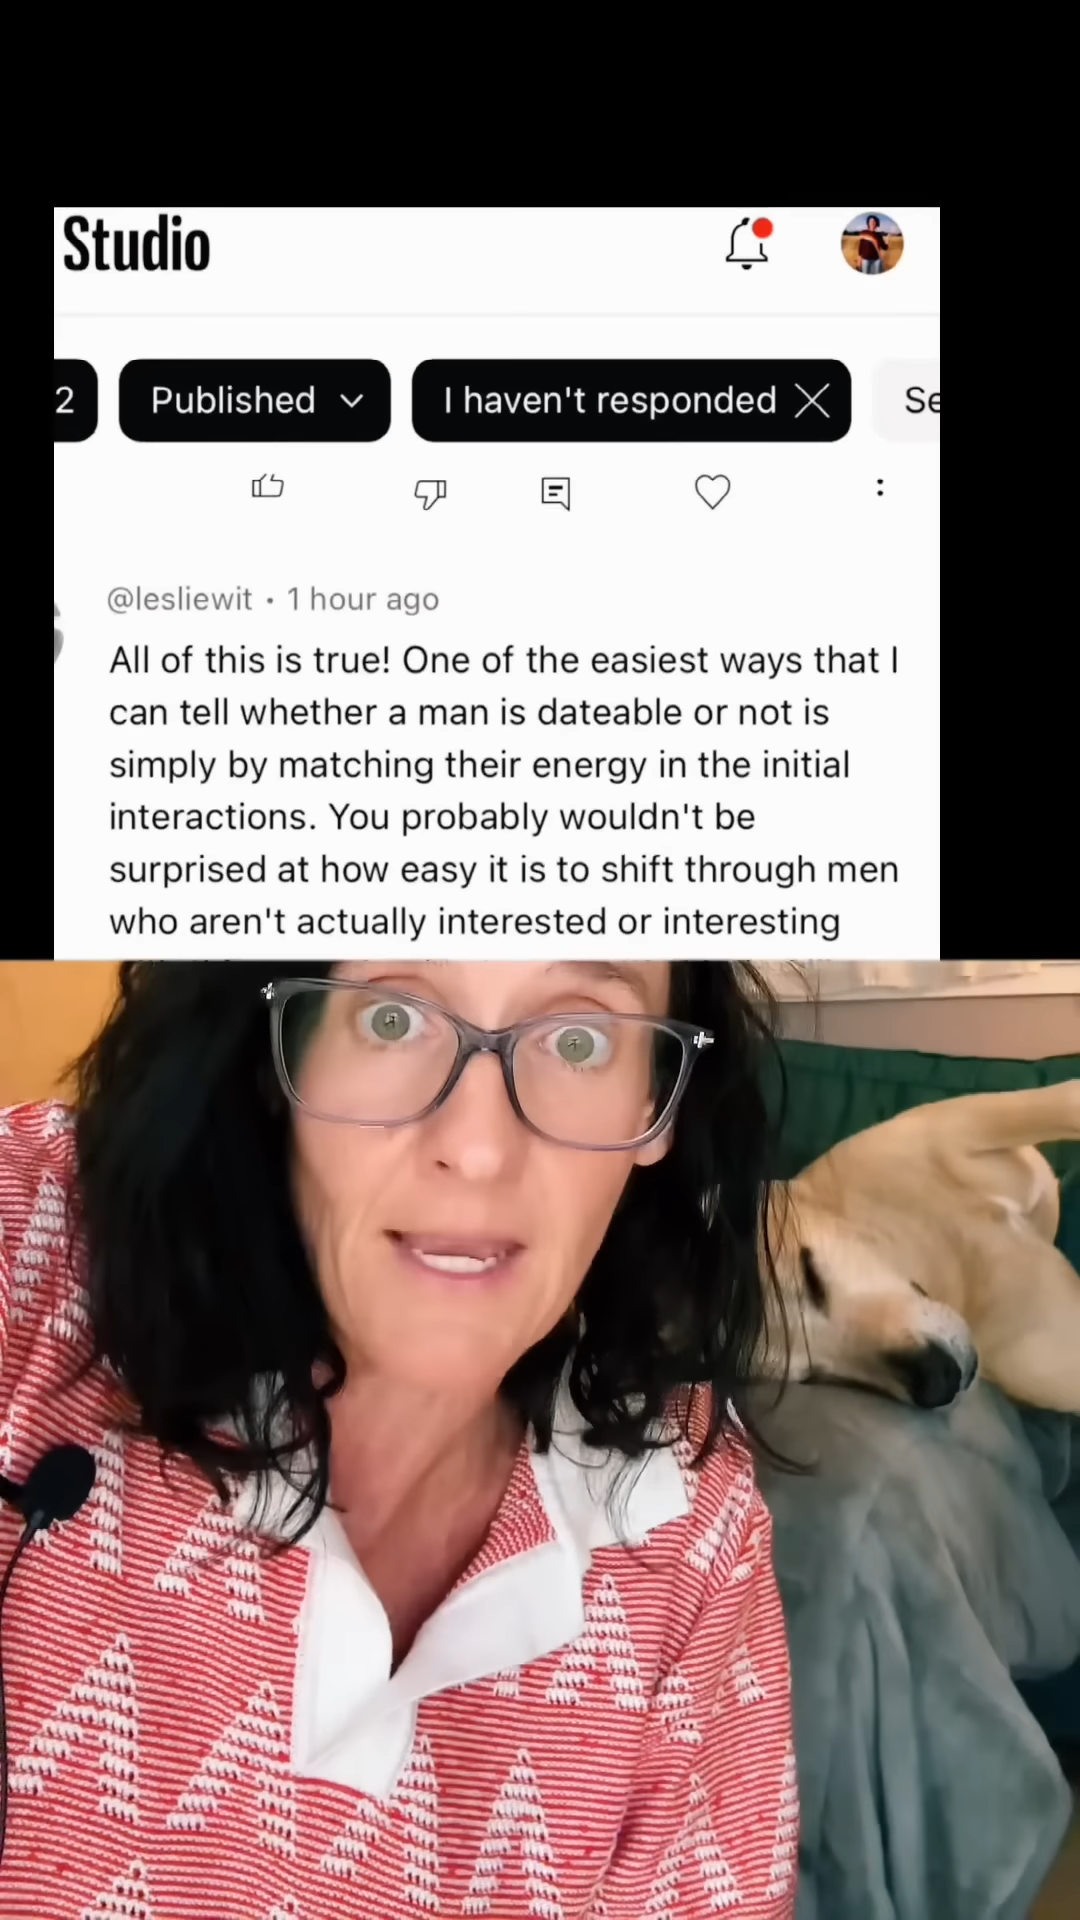 Studio
2
Published
I haven't responded
Se
@lesliewit • 1 hour ago
All of this is true! One of the easiest ways that I
can tell whether a man is dateable or not is
simply by matching their energy in the initial
interactions. You probably wouldn't be
surprised at how easy it is to shift through men
who aren't actually interested or interesting